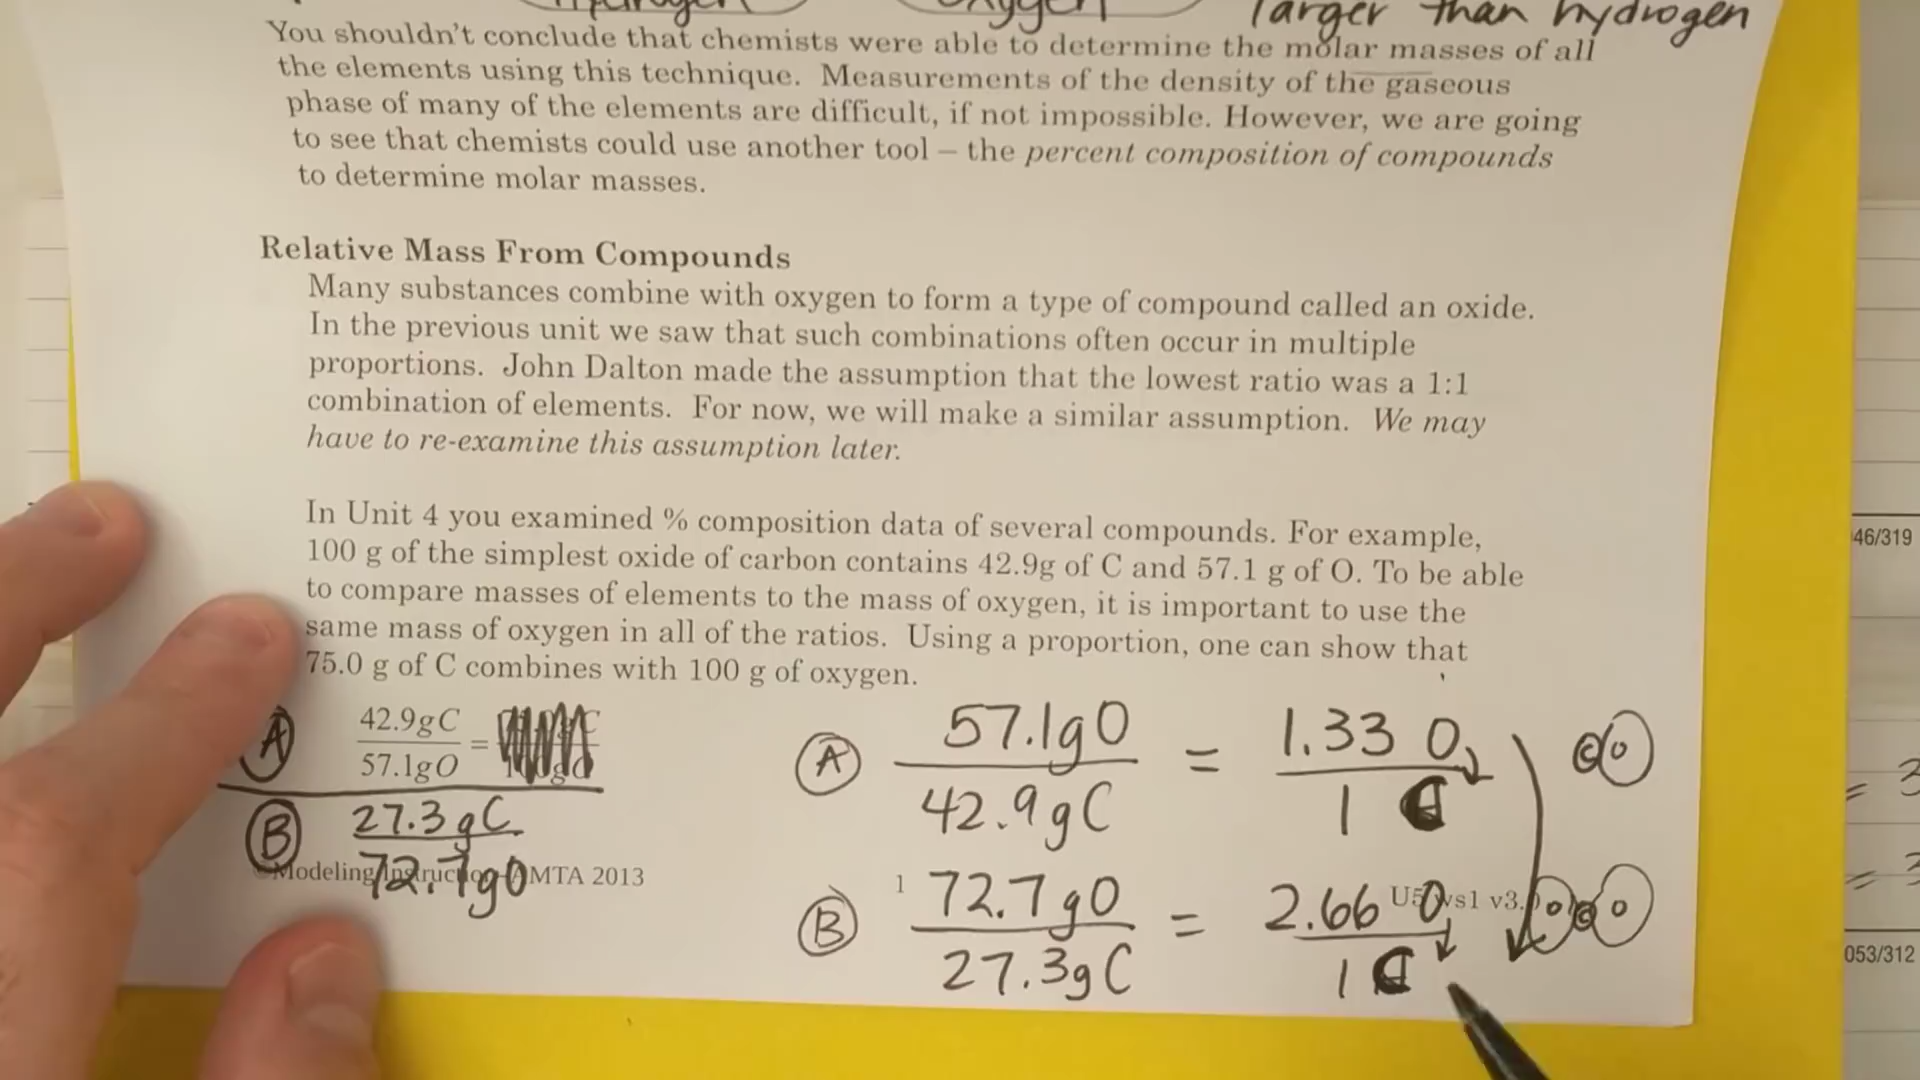 Hydrogen oxygen larger than hydrogen
You shouldn't conclude that chemists were able to determine the molar masses of all
the elements using this technique. Measurements of the density of the gaseous
phase of many of the elements are difficult, if not impossible. However, we are going
to see that chemists could use another tool – the percent composition of compounds
to determine molar masses.
Relative Mass From Compounds
Many substances combine with oxygen to form a type of compound called an oxide.
In the previous unit we saw that such combinations often occur in multiple
proportions. John Dalton made the assumption that the lowest ratio was a 1:1
combination of elements. For now, we will make a similar assumption. We may
have to re-examine this assumption later.
In Unit 4 you examined % composition data of several compounds. For example,
100 g of the simplest oxide of carbon contains 42.9g of C and 57.1 g of O. To be able
to compare masses of elements to the mass of oxygen, it is important to use the
same mass of oxygen in all of the ratios. Using a proportion, one can show that
75.0 g of C combines with 100 g of oxygen.
A 42.9gC =
57.1gO
B 27.3gC
72.7gO
A 57.1gO = 1.33 O
42.9gC 1 C
B 72.7gO = 2.66 O
27.3gC 1 C
C O
O C O
©Modeling Instruction–AMTA 2013 1 U5 ws1 v3.
46/319
= 3
= 3
053/312